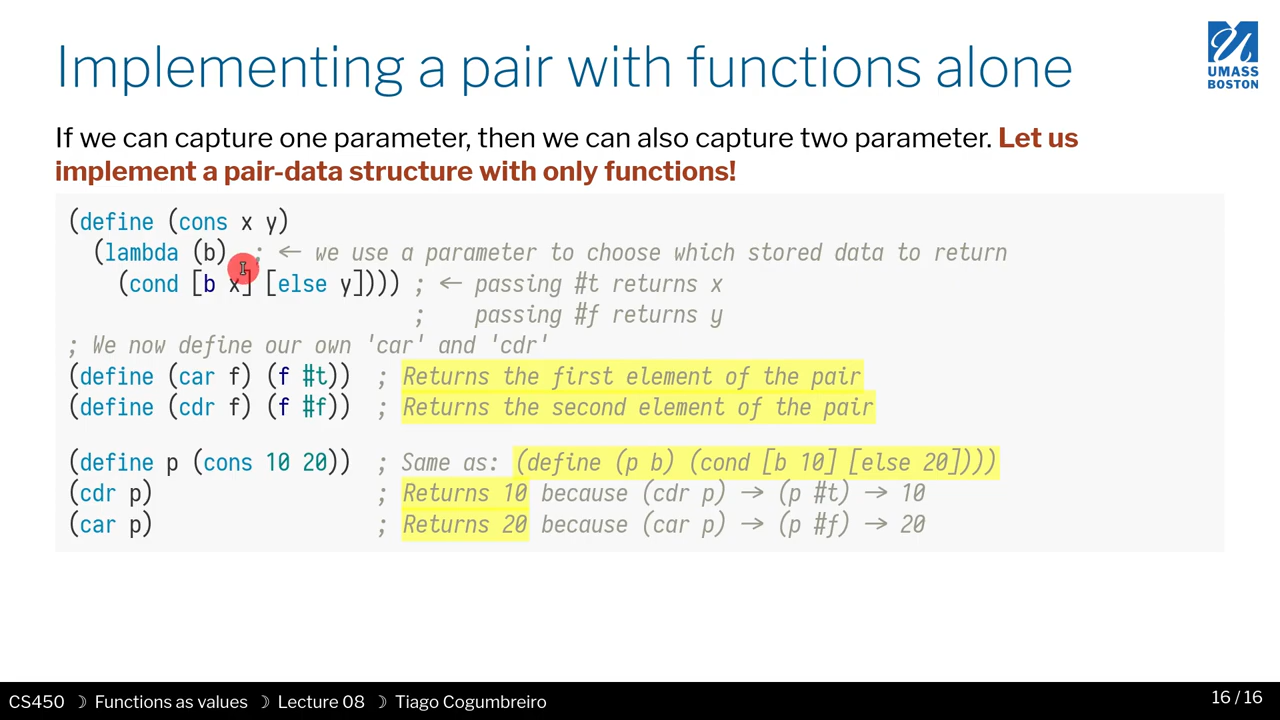 Implementing a pair with functions alone
UMASS
BOSTON
If we can capture one parameter, then we can also capture two parameter. Let us
implement a pair-data structure with only functions!
(define (cons x y)
(lambda (b) ; ← we use a parameter to choose which stored data to return
(cond [b x] [else y]))) ; ← passing #t returns x
; passing #f returns y
; We now define our own 'car' and 'cdr'
(define (car f) (f #t)) ; Returns the first element of the pair
(define (cdr f) (f #f)) ; Returns the second element of the pair
(define p (cons 10 20)) ; Same as: (define (p b) (cond [b 10] [else 20])))
(cdr p) ; Returns 10 because (cdr p) → (p #t) → 10
(car p) ; Returns 20 because (car p) → (p #f) → 20
CS450 ☽ Functions as values ☽ Lecture 08 ☽ Tiago Cogumbreiro
16 / 16